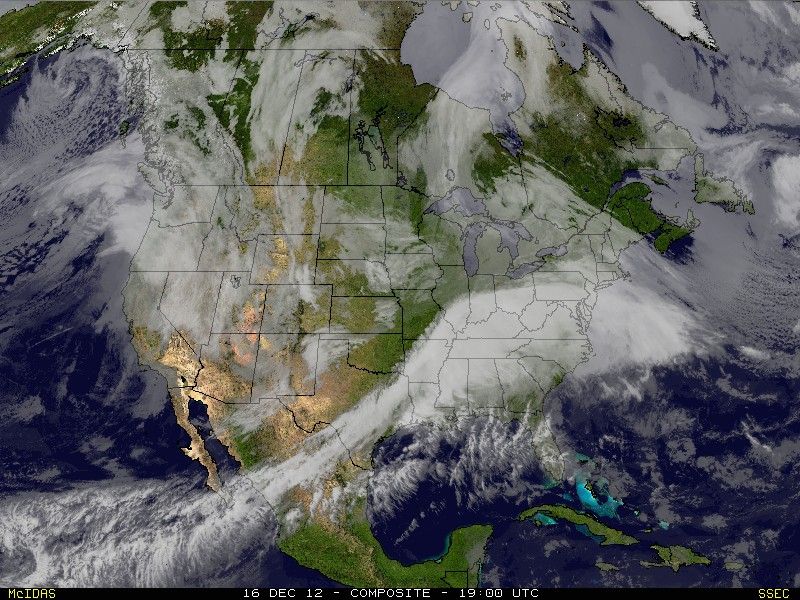 McIDAS 16 DEC 12 - COMPOSITE - 19:00 UTC SSEC